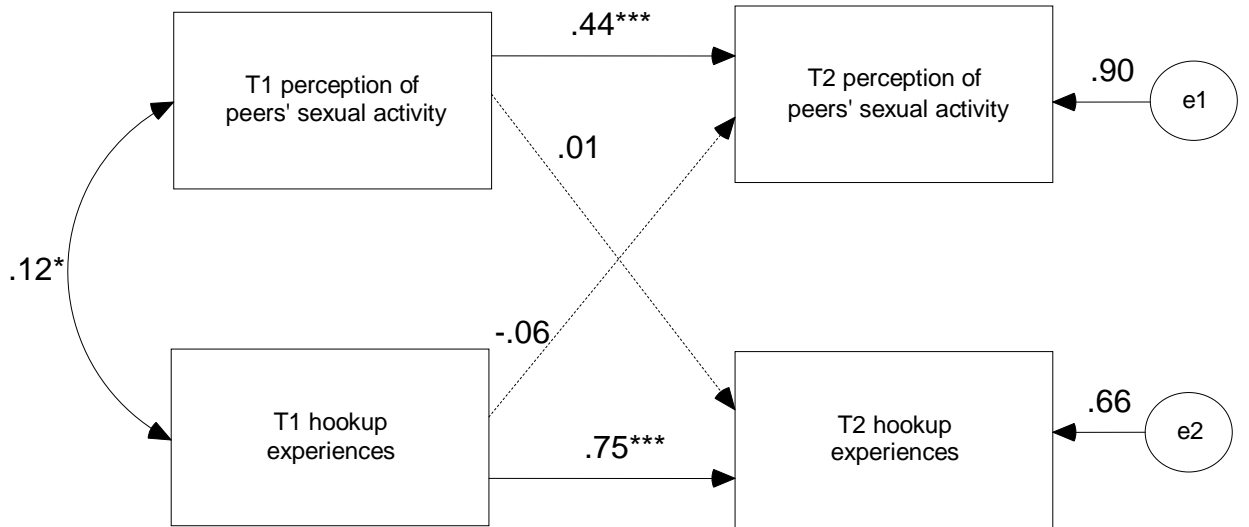 .44***
T1 perception of
peers' sexual activity
T2 perception of
peers' sexual activity
.90
e1
.01
.12*
-.06
T1 hookup
experiences
.75***
T2 hookup
experiences
.66
e2